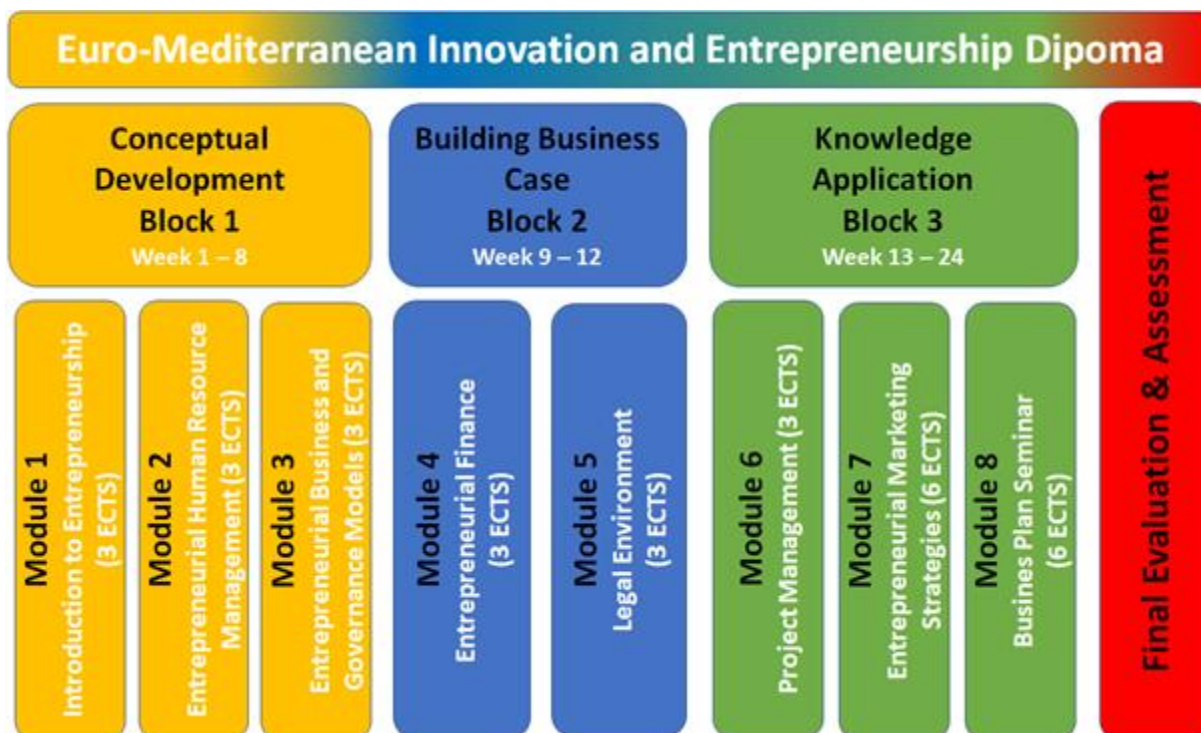 Euro-Mediterranean Innovation and Entrepreneurship Dipoma
Conceptual
Development
Block 1
Week 1 – 8
Building Business
Case
Block 2
Week 9 – 12
Knowledge
Application
Block 3
Week 13 – 24
Module 1
Introduction to Entrepreneurship
(3 ECTS)
Module 2
Entrepreneurial Human Resource
Management (3 ECTS)
Module 3
Entrepreneurial Business and
Governance Models (3 ECTS)
Module 4
Entrepreneurial Finance
(3 ECTS)
Module 5
Legal Environment
(3 ECTS)
Module 6
Project Management (3 ECTS)
Module 7
Entrepreneurial Marketing
Strategies (6 ECTS)
Module 8
Busines Plan Seminar
(6 ECTS)
Final Evaluation & Assessment